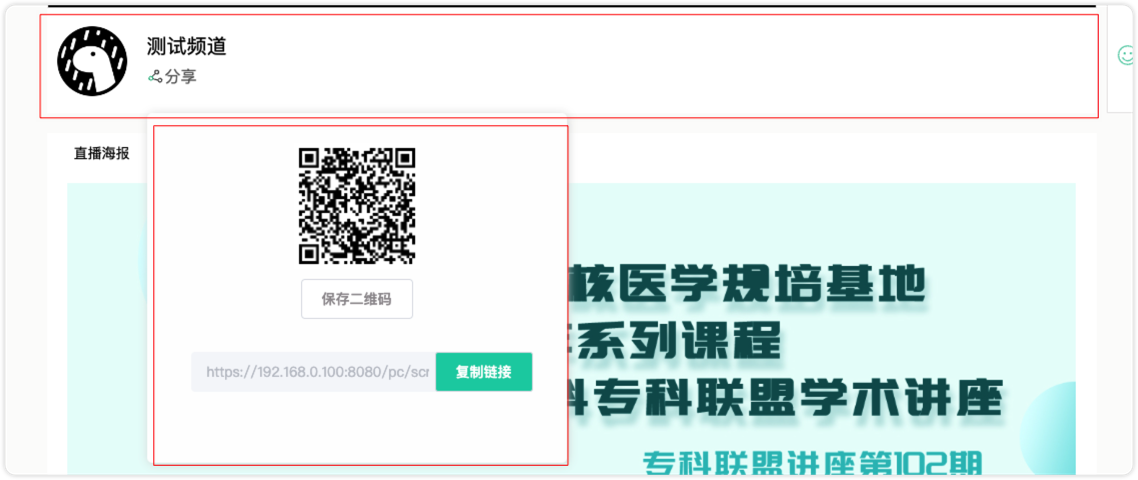 测试频道
分享
直播海报
保存二维码
https://192.168.0.100:8080/pc/scr
复制链接
核医学规培基地
系列课程
专科联盟学术讲座
专科联盟讲座第102期